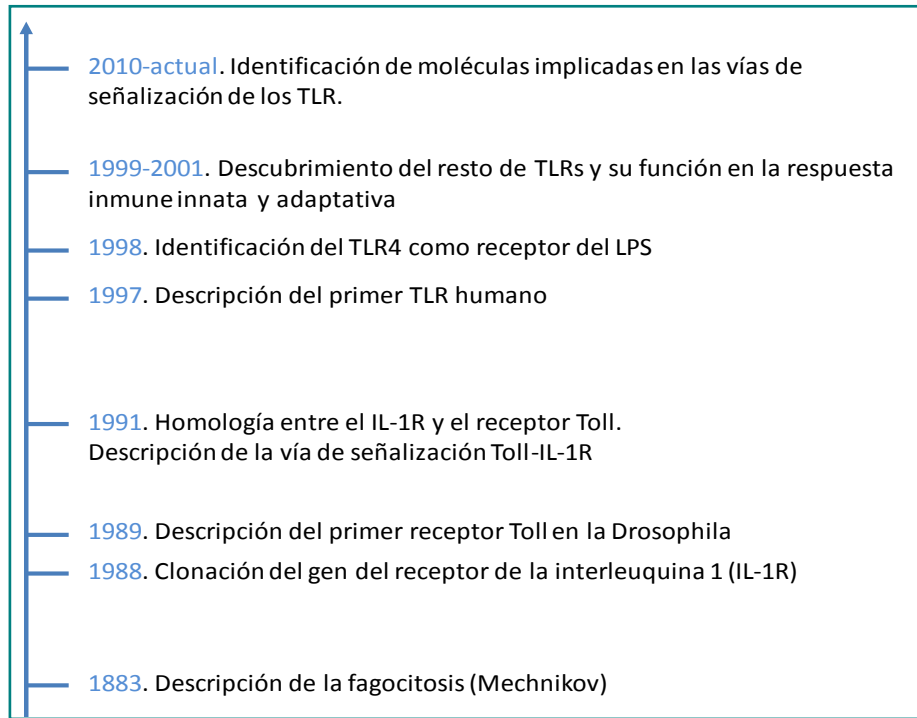 2010-actual. Identificación de moléculas implicadas en las vías de
señalización de los TLR.
1999-2001. Descubrimiento del resto de TLRs y su función en la respuesta
inmune innata y adaptativa
1998. Identificación del TLR4 como receptor del LPS
1997. Descripción del primer TLR humano
1991. Homología entre el IL-1R y el receptor Toll.
Descripción de la vía de señalización Toll-IL-1R
1989. Descripción del primer receptor Toll en la Drosophila
1988. Clonación del gen del receptor de la interleuquina 1 (IL-1R)
1883. Descripción de la fagocitosis (Mechnikov)